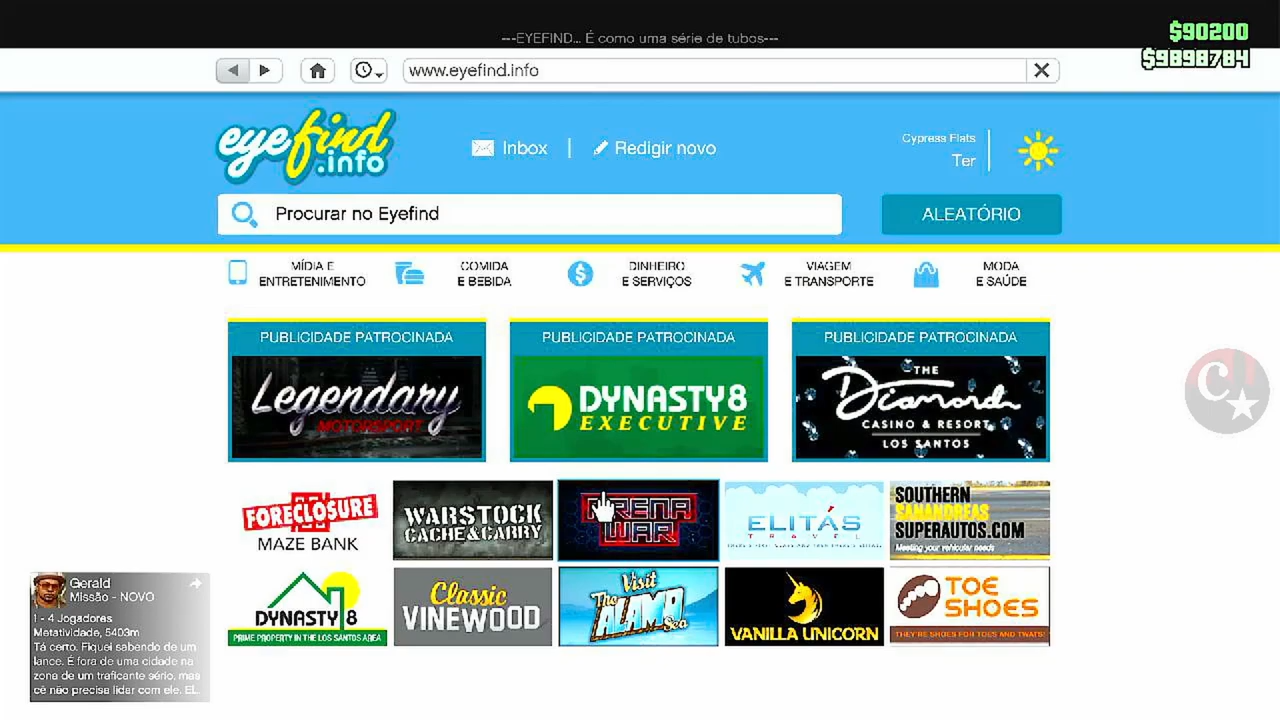 ---EYEFIND... É como uma série de tubos---
$90200
$9898784
www.eyefind.info
eyefind
.info
Inbox
Redigir novo
Cypress Flats
Ter
Procurar no Eyefind
ALEATÓRIO
MÍDIA E
ENTRETENIMENTO
COMIDA
E BEBIDA
DINHEIRO
E SERVIÇOS
VIAGEM
E TRANSPORTE
MODA
E SAÚDE
PUBLICIDADE PATROCINADA
Legendary
MOTORSPORT
PUBLICIDADE PATROCINADA
DYNASTY8
EXECUTIVE
PUBLICIDADE PATROCINADA
THE
Diamond
CASINO & RESORT
LOS SANTOS
FORECLOSURE
MAZE BANK
WARSTOCK
CACHE&CARRY
ARENA
WAR
ELITÁS
TRAVEL
SOUTHERN
SANANDREAS
SUPERAUTOS.COM
Meeting your vehicular needs
DYNASTY 8
PRIME PROPERTY IN THE LOS SANTOS AREA
Classic
VINEWOOD
Visit
The
ALAMO
Sea
VANILLA UNICORN
TOE
SHOES
THEY'RE SHOES FOR TOES AND TWATS!
Gerald
Missão - NOVO
1 - 4 Jogadores
Metatividade, 5403m
Tá certo. Fiquei sabendo de um
lance. É fora de uma cidade na
zona de um traficante sério, mas
cê não precisa lidar com ele. EL..
C